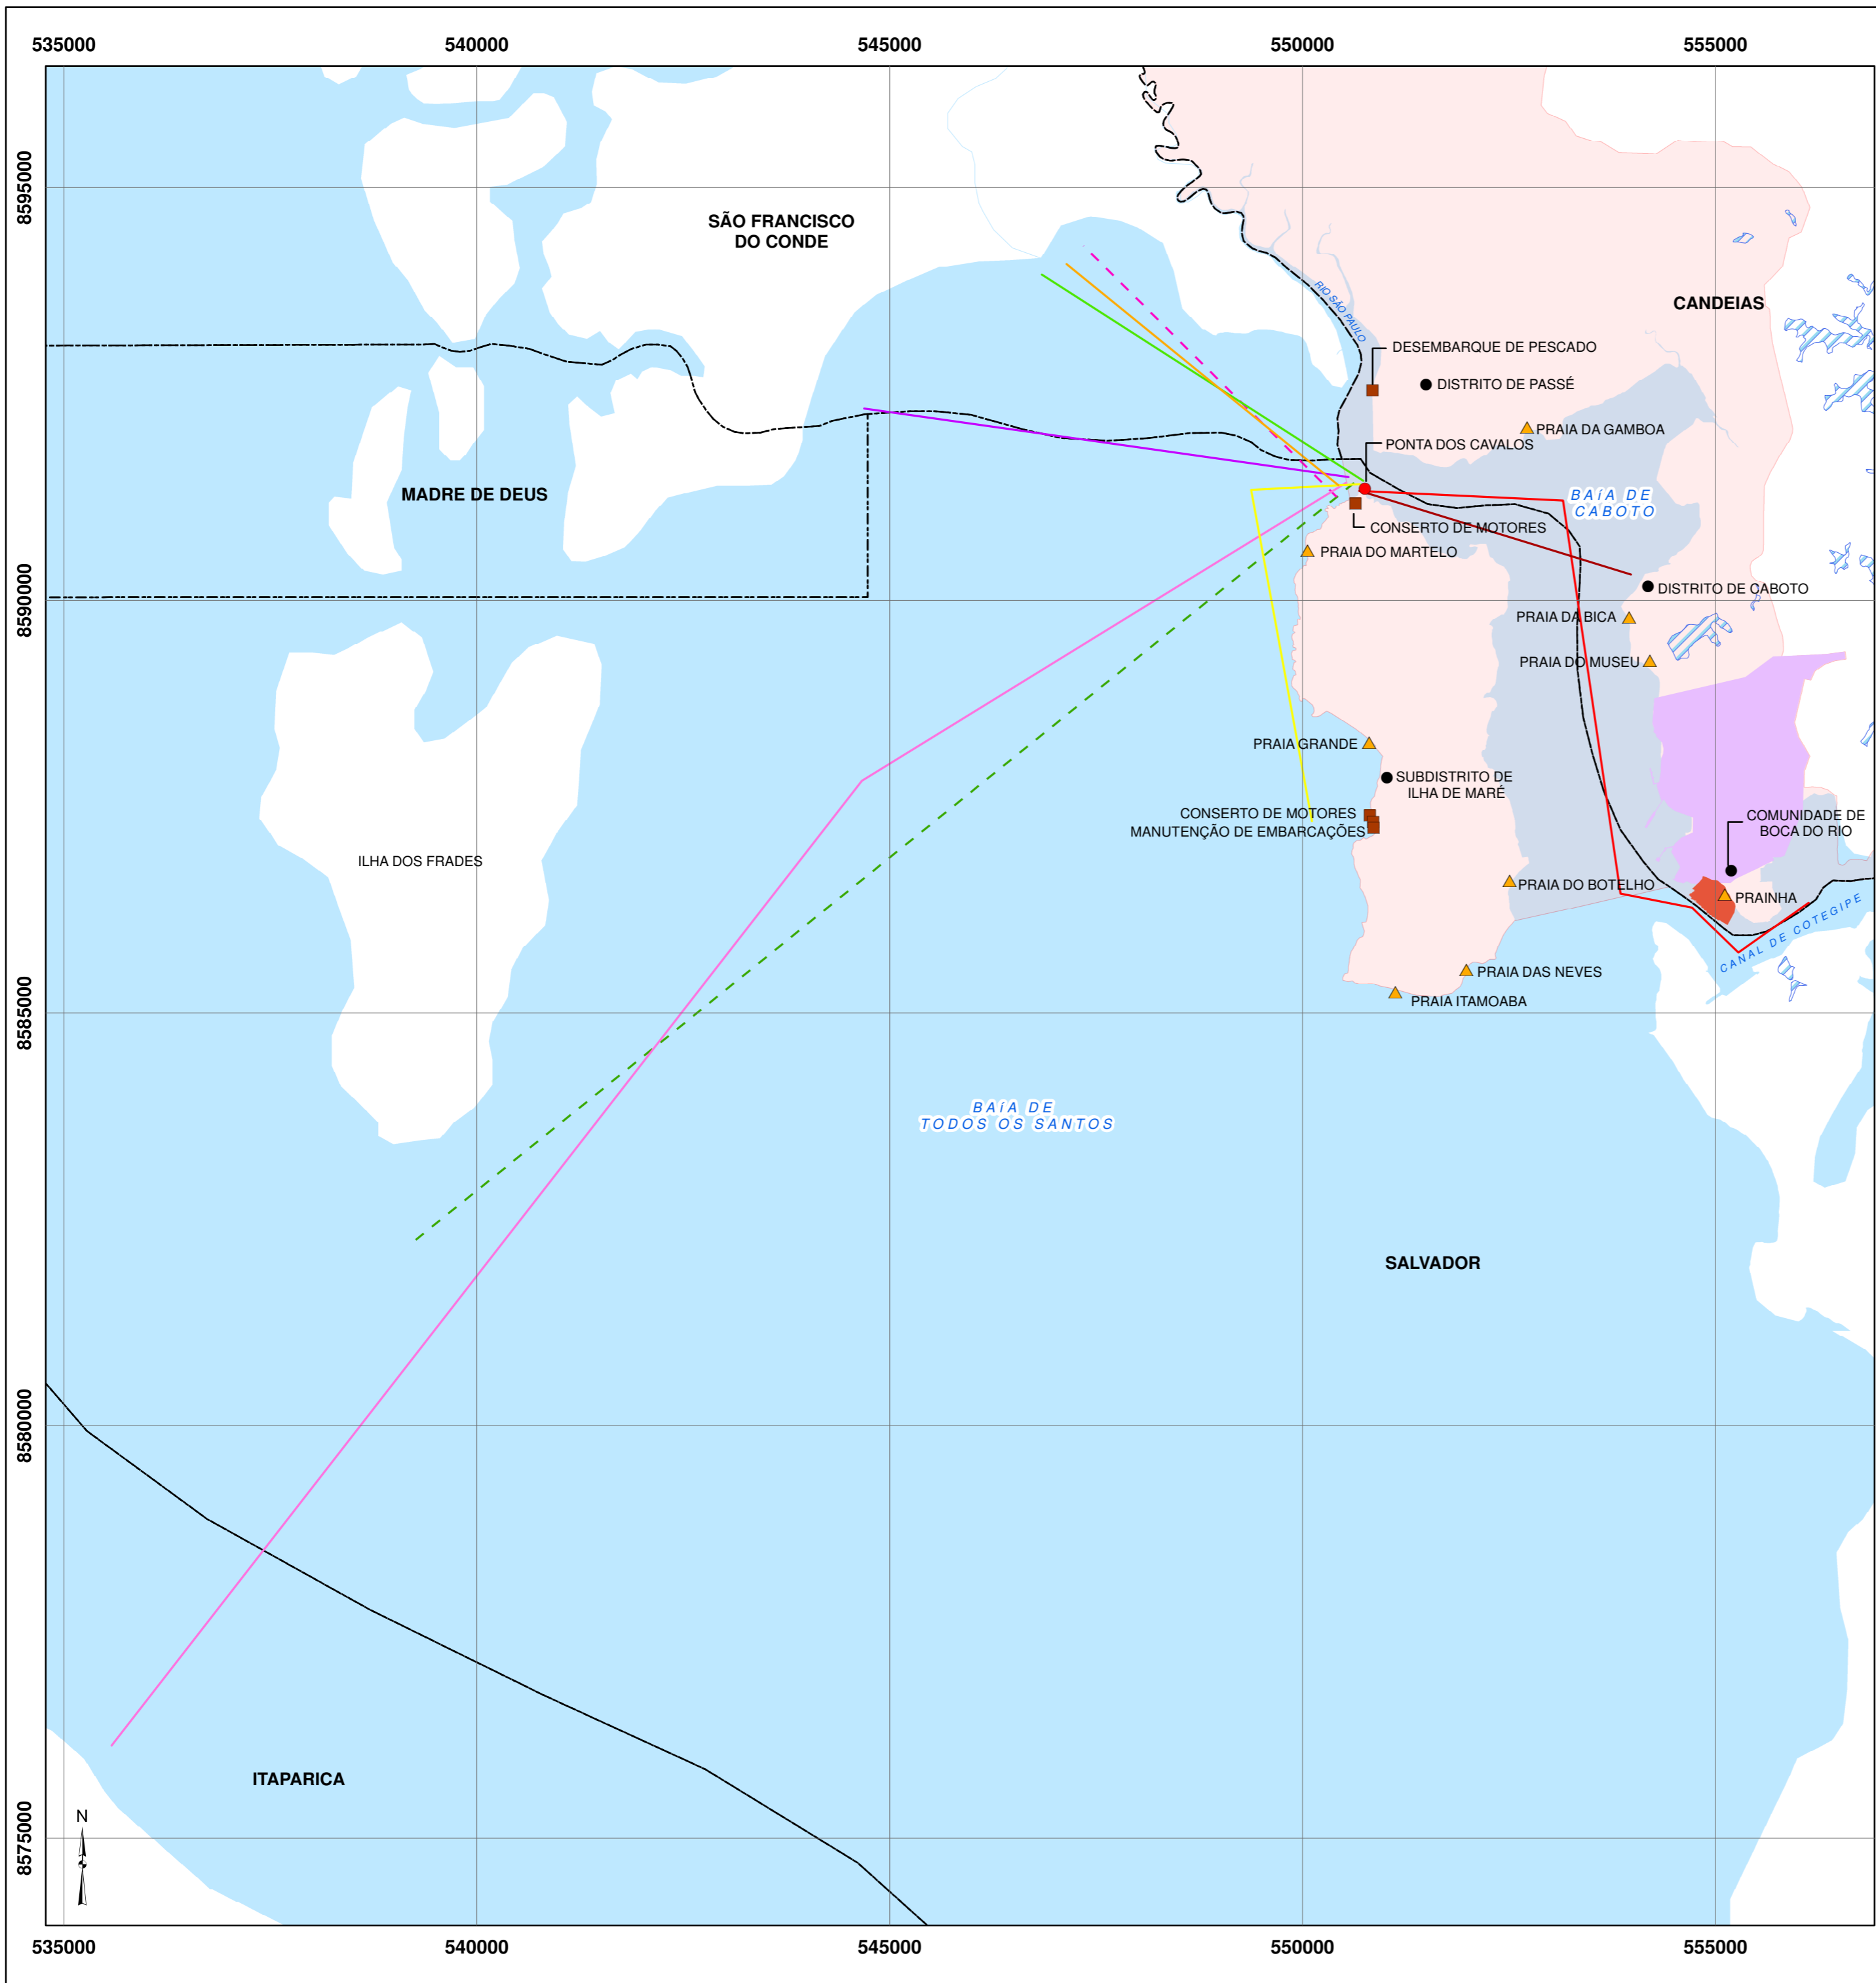 535000
540000
545000
550000
555000
8595000
SÃO FRANCISCO
DO CONDE
RIO SÃO PAULO
CANDEIAS
DESEMBARQUE DE PESCADO
DISTRITO DE PASSÉ
PRAIA DA GAMBOA
PONTA DOS CAVALOS
MADRE DE DEUS
BAíA DE
CABOTO
CONSERTO DE MOTORES
PRAIA DO MARTELO
8590000
DISTRITO DE CABOTO
PRAIA DA BICA
PRAIA DO MUSEU
PRAIA GRANDE
SUBDISTRITO DE
ILHA DE MARÉ
CONSERTO DE MOTORES
MANUTENÇÃO DE EMBARCAÇÕES
COMUNIDADE DE
BOCA DO RIO
ILHA DOS FRADES
PRAIA DO BOTELHO
PRAINHA
CANAL DE COTEGIPE
PRAIA DAS NEVES
PRAIA ITAMOABA
8585000
BAíA DE
TODOS OS SANTOS
SALVADOR
8580000
ITAPARICA
N
8575000
535000
540000
545000
550000
555000